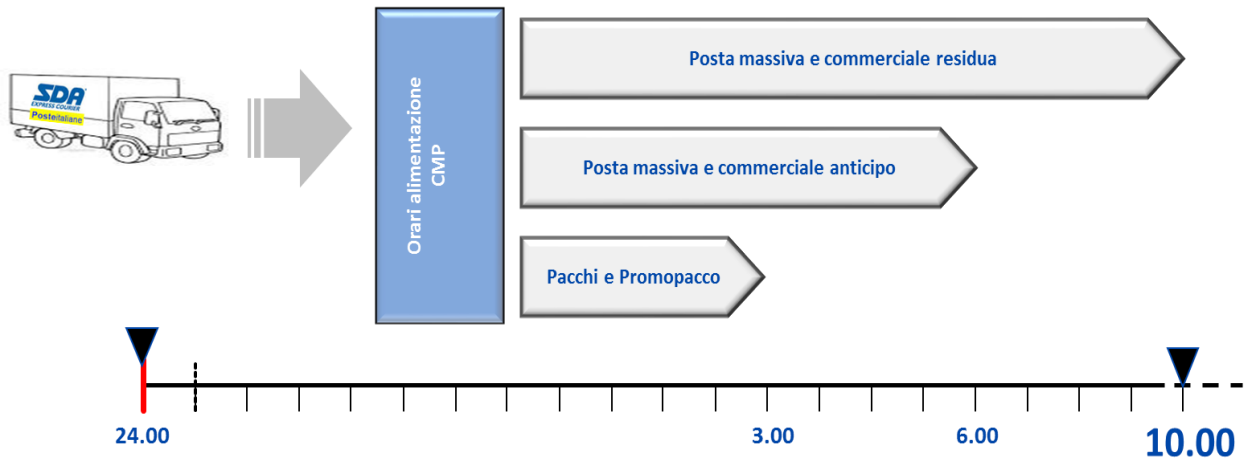 SDA
EXPRESS COURIER
Posteitaliane
Orari alimentazione
CMP
Posta massiva e commerciale residua
Posta massiva e commerciale anticipo
Pacchi e Promopacco
24.00
3.00
6.00
10.00